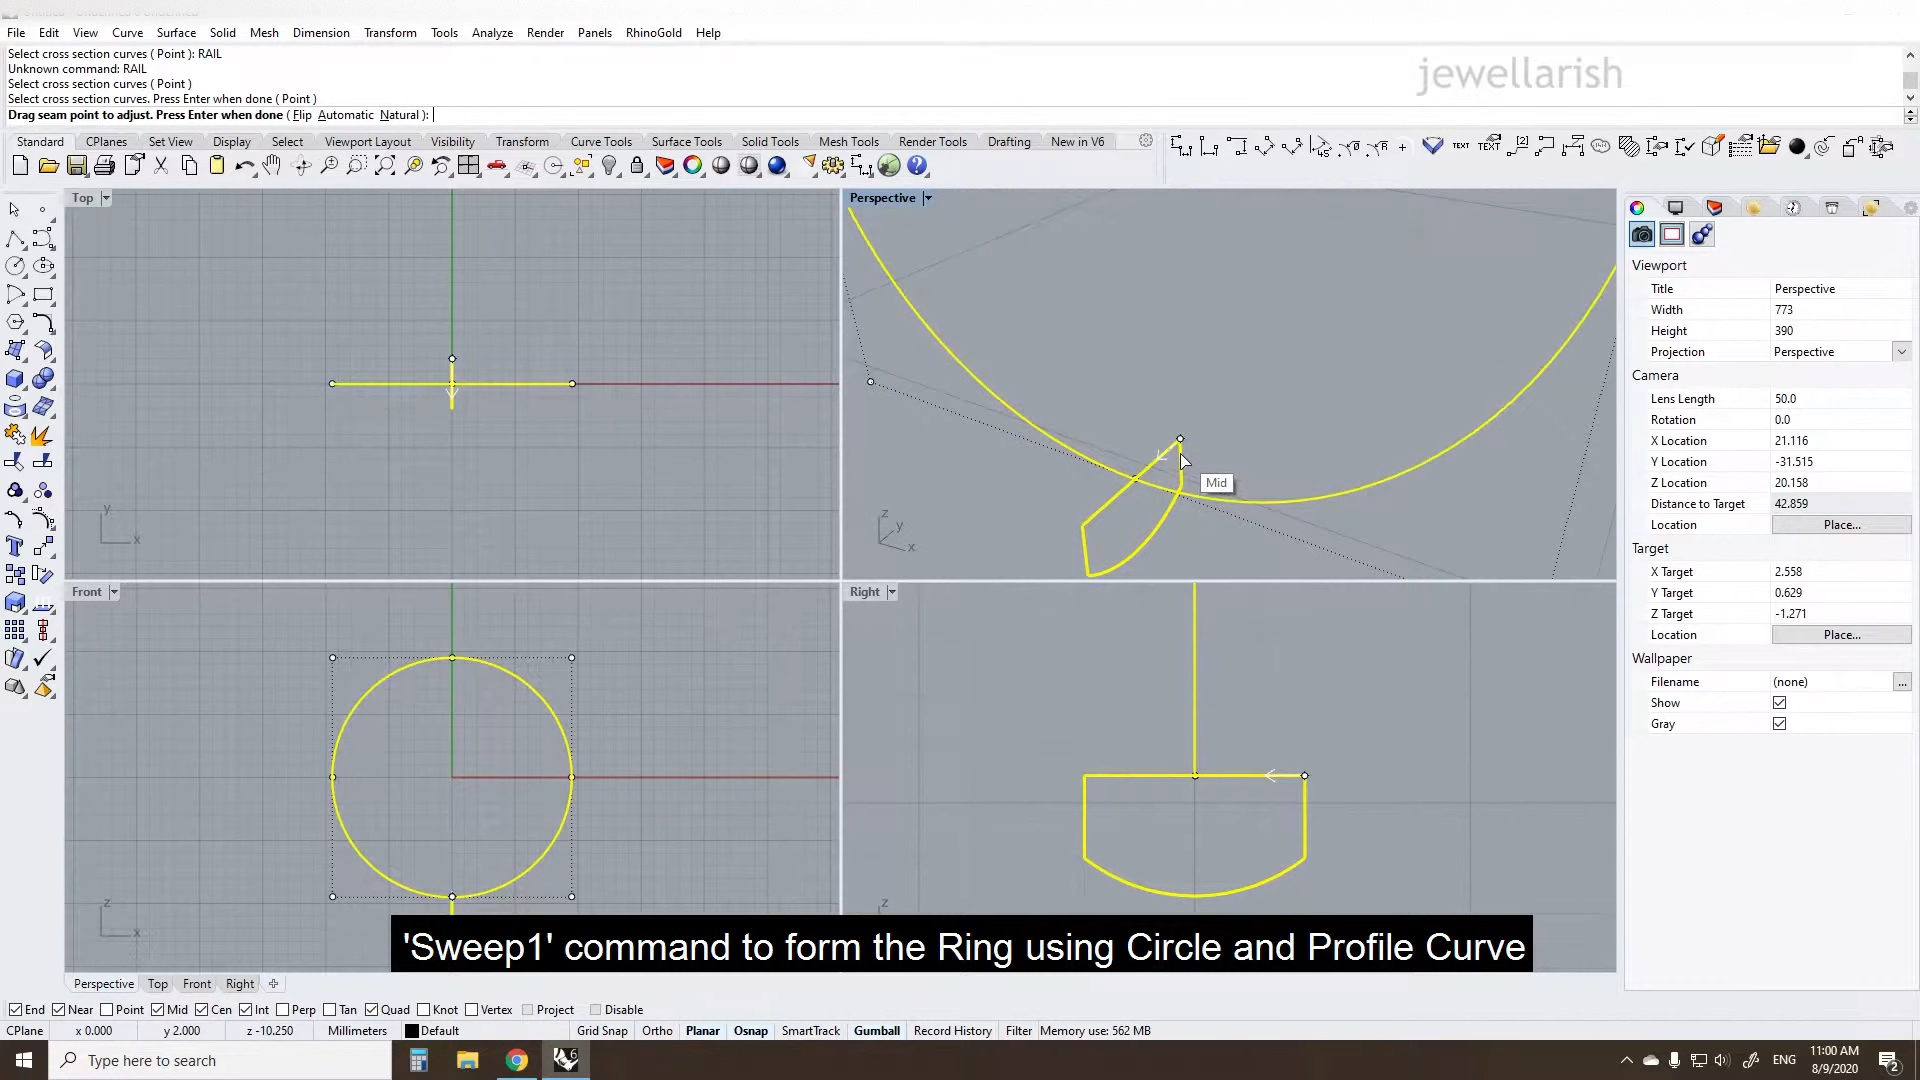 File Edit View Curve Surface Solid Mesh Dimension Transform Tools Analyze Render Panels RhinoGold Help
Select cross section curves ( Point ): RAIL
Unknown command: RAIL
Select cross section curves ( Point )
Select cross section curves. Press Enter when done ( Point )
Drag seam point to adjust. Press Enter when done ( Flip Automatic Natural ):
jewellarish
Standard CPlanes Set View Display Select Viewport Layout Visibility Transform Curve Tools Surface Tools Solid Tools Mesh Tools Render Tools Drafting New in V6
TEXT
Top
y
x
Perspective
Mid
z
y
x
Front
z
x
Right
z
Viewport
Title Perspective
Width 773
Height 390
Projection Perspective
Camera
Lens Length 50.0
Rotation 0.0
X Location 21.116
Y Location -31.515
Z Location 20.158
Distance to Target 42.859
Location Place...
Target
X Target 2.558
Y Target 0.629
Z Target -1.271
Location Place...
Wallpaper
Filename (none) ...
Show
Gray
'Sweep1' command to form the Ring using Circle and Profile Curve
Perspective Top Front Right
End Near Point Mid Cen Int Perp Tan Quad Knot Vertex Project Disable
CPlane x 0.000 y 2.000 z -10.250 Millimeters Default Grid Snap Ortho Planar Osnap SmartTrack Gumball Record History Filter Memory use: 562 MB
Type here to search
ENG
11:00 AM
8/9/2020
2